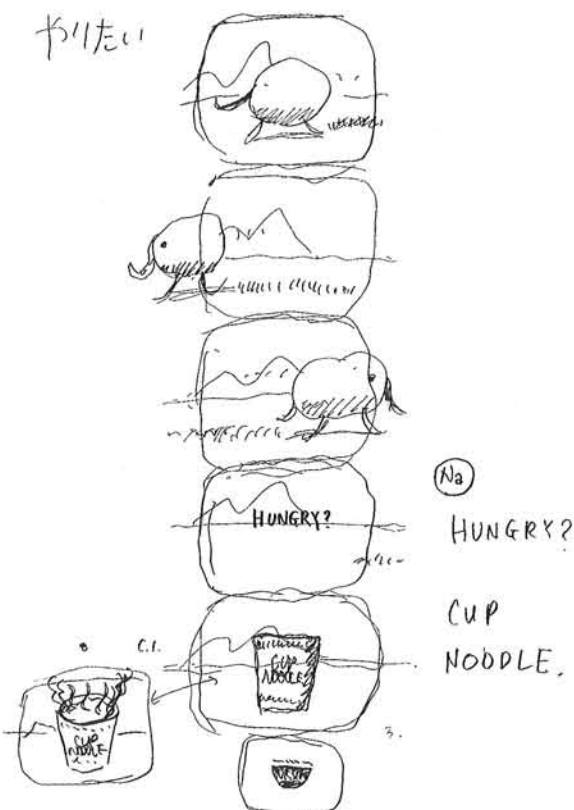 やりたい
HUNGRY?
Na
HUNGRY?
CUP
NOODLE.
C.I.
CUP
NOODLE
CUP
NOODLE
3.